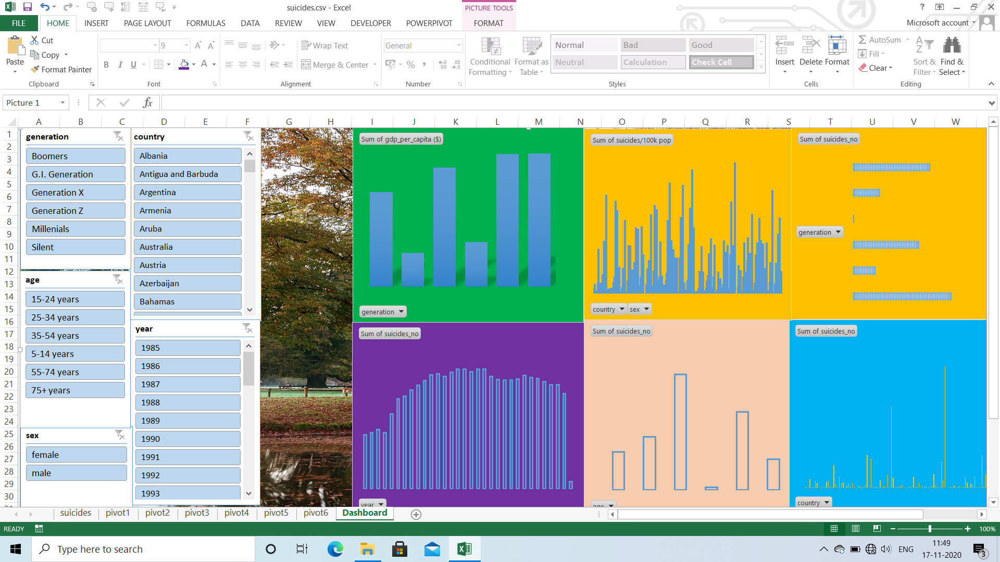 suicides.csv - Excel
PICTURE TOOLS
?
FILE
HOME
INSERT
PAGE LAYOUT
FORMULAS
DATA
REVIEW
VIEW
DEVELOPER
POWERPIVOT
FORMAT
Microsoft account
Paste
Cut
Copy
Format Painter
Clipboard
9
B I U
Font
Wrap Text
Merge & Center
Alignment
General
%
Number
Conditional Formatting
Format as Table
Normal
Bad
Good
Neutral
Calculation
Check Cell
Styles
Insert
Delete
Format
Cells
AutoSum
Fill
Clear
Sort & Filter
Find & Select
Editing
Picture 1
fx
A B C D E F G H I J K L M N O P Q R S T U V W
1
2
3
4
5
6
7
8
9
10
11
12
13
14
15
16
17
18
19
20
21
22
23
24
25
26
27
28
29
30
generation
Boomers
G.I. Generation
Generation X
Generation Z
Millenials
Silent
age
15-24 years
25-34 years
35-54 years
5-14 years
55-74 years
75+ years
sex
female
male
country
Albania
Antigua and Barbuda
Argentina
Armenia
Aruba
Australia
Austria
Azerbaijan
Bahamas
year
1985
1986
1987
1988
1989
1990
1991
1992
1993
Sum of gdp_per_capita ($)
generation
Sum of suicides/100k pop
country
sex
Sum of suicides_no
generation
Sum of suicides_no
year
Sum of suicides_no
age
Sum of suicides_no
country
suicides
pivot1
pivot2
pivot3
pivot4
pivot5
pivot6
Dashboard
READY
100%
Type here to search
ENG
11:49
17-11-2020
3